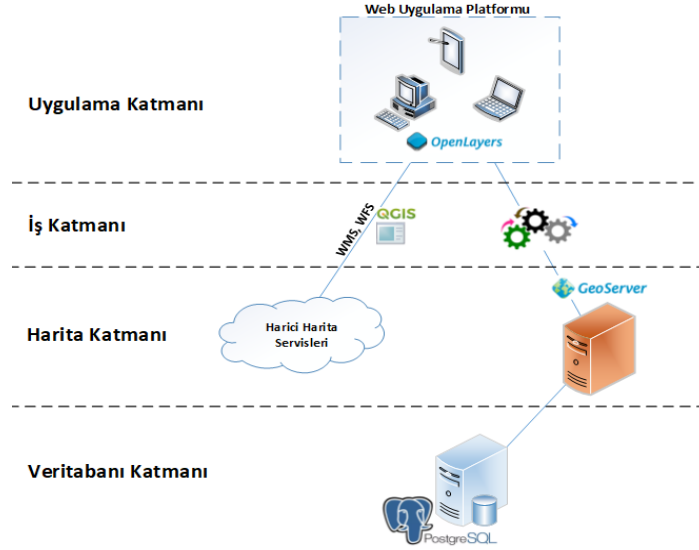 Web Uygulama Platformu
Uygulama Katmanı
OpenLayers
İş Katmanı
WMS, WFS
QGIS
GeoServer
Harita Katmanı
Harici Harita
Servisleri
Veritabanı Katmanı
PostgreSQL